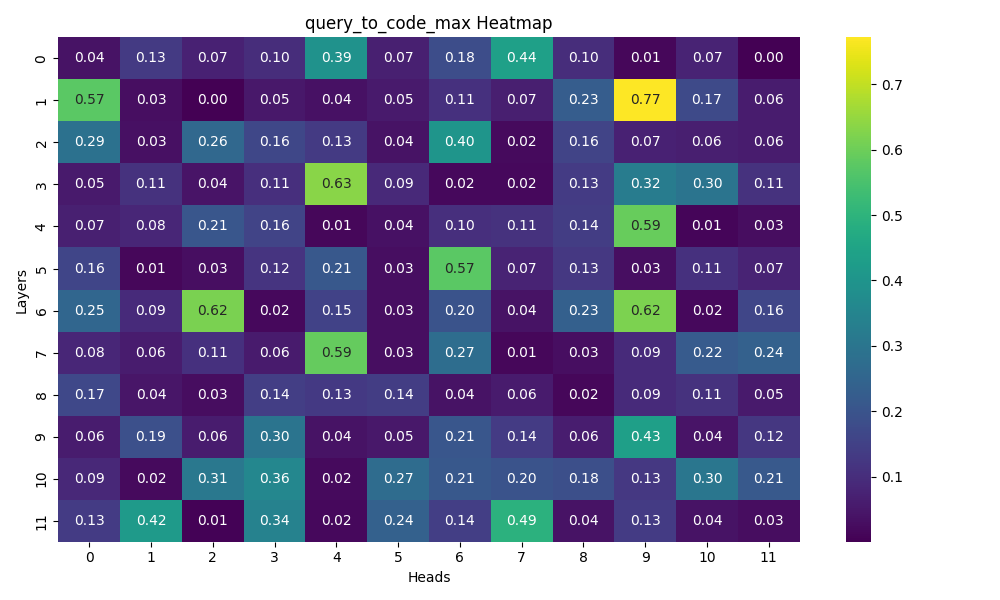 query_to_code_max Heatmap
0 0.04 0.13 0.07 0.10 0.39 0.07 0.18 0.44 0.10 0.01 0.07 0.00
1 0.57 0.03 0.00 0.05 0.04 0.05 0.11 0.07 0.23 0.77 0.17 0.06
2 0.29 0.03 0.26 0.16 0.13 0.04 0.40 0.02 0.16 0.07 0.06 0.06
3 0.05 0.11 0.04 0.11 0.63 0.09 0.02 0.02 0.13 0.32 0.30 0.11
4 0.07 0.08 0.21 0.16 0.01 0.04 0.10 0.11 0.14 0.59 0.01 0.03
5 0.16 0.01 0.03 0.12 0.21 0.03 0.57 0.07 0.13 0.03 0.11 0.07
6 0.25 0.09 0.62 0.02 0.15 0.03 0.20 0.04 0.23 0.62 0.02 0.16
7 0.08 0.06 0.11 0.06 0.59 0.03 0.27 0.01 0.03 0.09 0.22 0.24
8 0.17 0.04 0.03 0.14 0.13 0.14 0.04 0.06 0.02 0.09 0.11 0.05
9 0.06 0.19 0.06 0.30 0.04 0.05 0.21 0.14 0.06 0.43 0.04 0.12
10 0.09 0.02 0.31 0.36 0.02 0.27 0.21 0.20 0.18 0.13 0.30 0.21
11 0.13 0.42 0.01 0.34 0.02 0.24 0.14 0.49 0.04 0.13 0.04 0.03
0 1 2 3 4 5 6 7 8 9 10 11
Heads
Layers
0.7
0.6
0.5
0.4
0.3
0.2
0.1